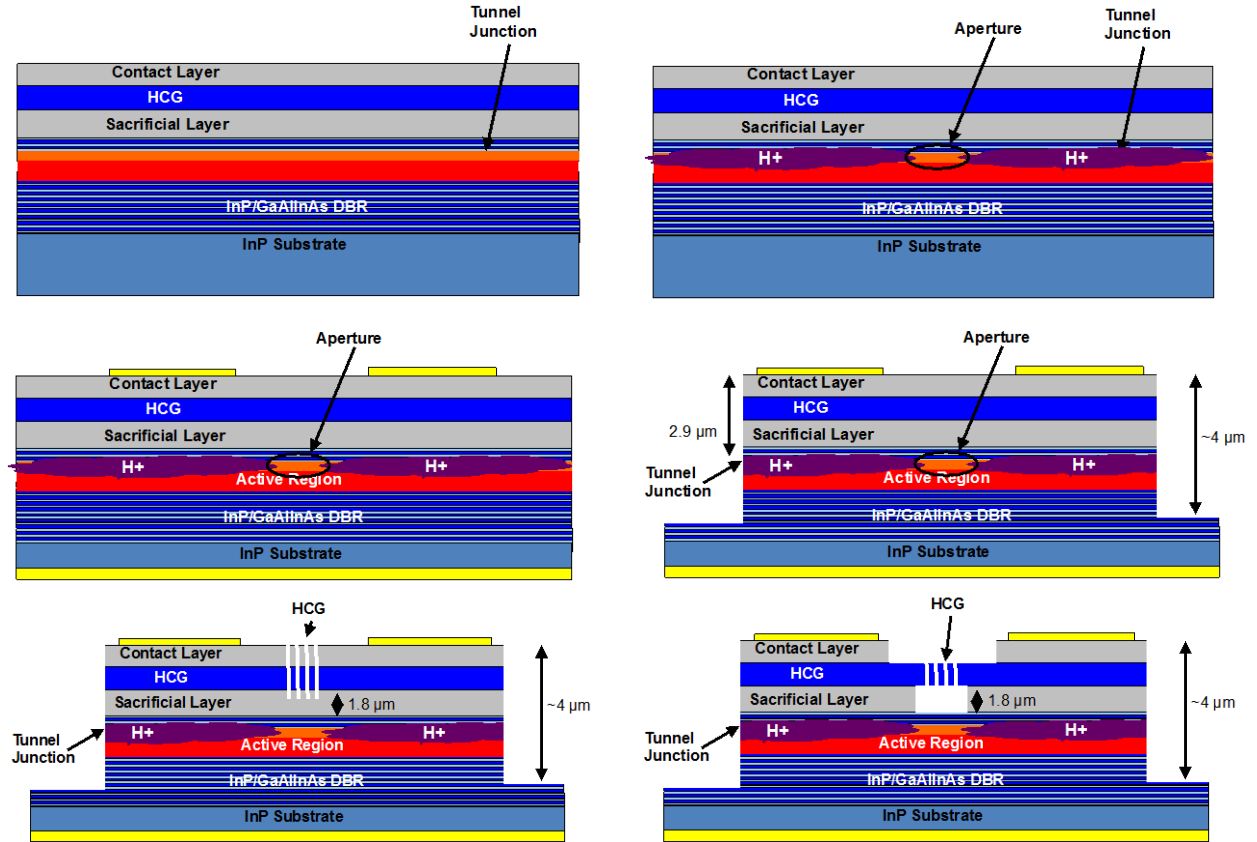 Tunnel
Junction
Contact Layer
HCG
Sacrificial Layer
InP/GaAlInAs DBR
InP Substrate
Aperture
Tunnel
Junction
Contact Layer
HCG
Sacrificial Layer
H+
H+
InP/GaAlInAs DBR
InP Substrate
Aperture
Contact Layer
HCG
Sacrificial Layer
H+
H+
Active Region
InP/GaAlInAs DBR
InP Substrate
Contact Layer
HCG
2.9 µm
~4 µm
Sacrificial Layer
Aperture
Tunnel
Junction
H+
H+
Active Region
InP/GaAlInAs DBR
InP Substrate
HCG
Contact Layer
HCG
Sacrificial Layer
1.8 µm
~4 µm
Tunnel
Junction
H+
H+
Active Region
InP/GaAlInAs DBR
InP Substrate
HCG
Contact Layer
HCG
Sacrificial Layer
1.8 µm
~4 µm
Tunnel
Junction
H+
H+
Active Region
InP/GaAlInAs DBR
InP Substrate